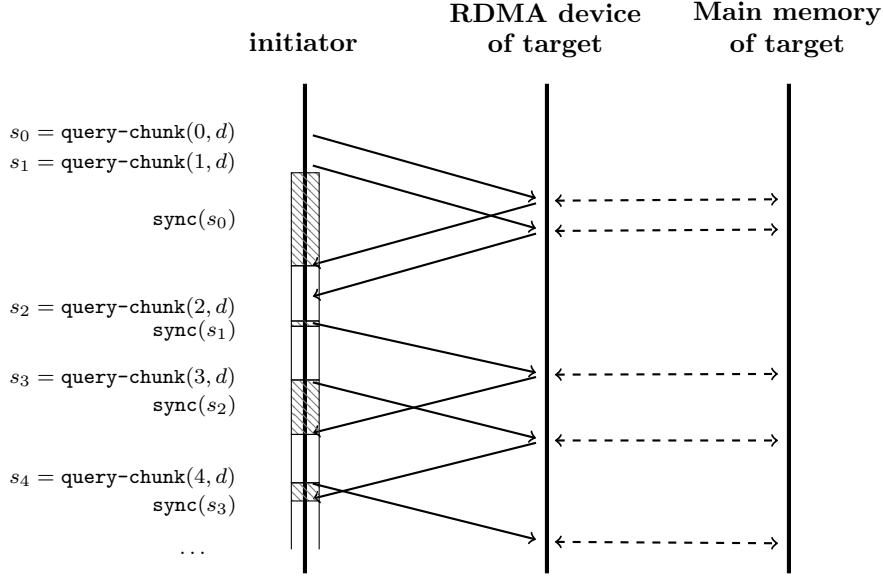 initiator
RDMA device
of target
Main memory
of target
s₀ = query-chunk(0, d)
s₁ = query-chunk(1, d)
sync(s₀)
s₂ = query-chunk(2, d)
sync(s₁)
s₃ = query-chunk(3, d)
sync(s₂)
s₄ = query-chunk(4, d)
sync(s₃)
...